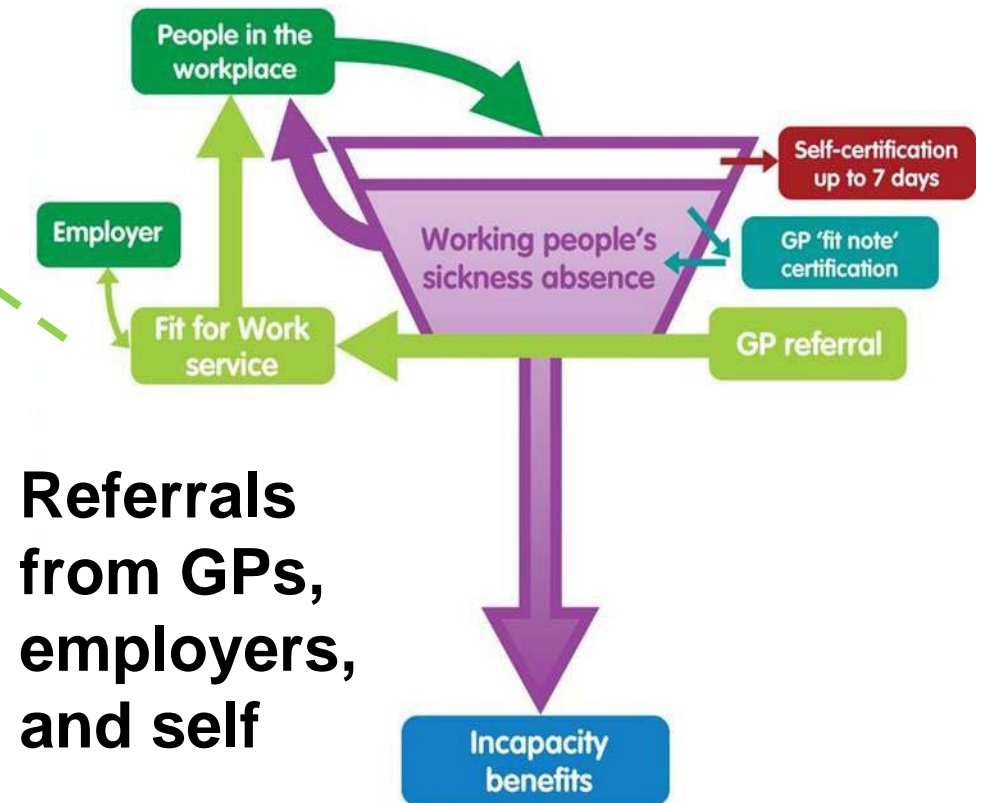 People in the
workplace
Self-certification
up to 7 days
Employer
Working people's
sickness absence
GP 'fit note'
certification
Fit for Work
service
GP referral
Referrals
from GPs,
employers,
and self
Incapacity
benefits